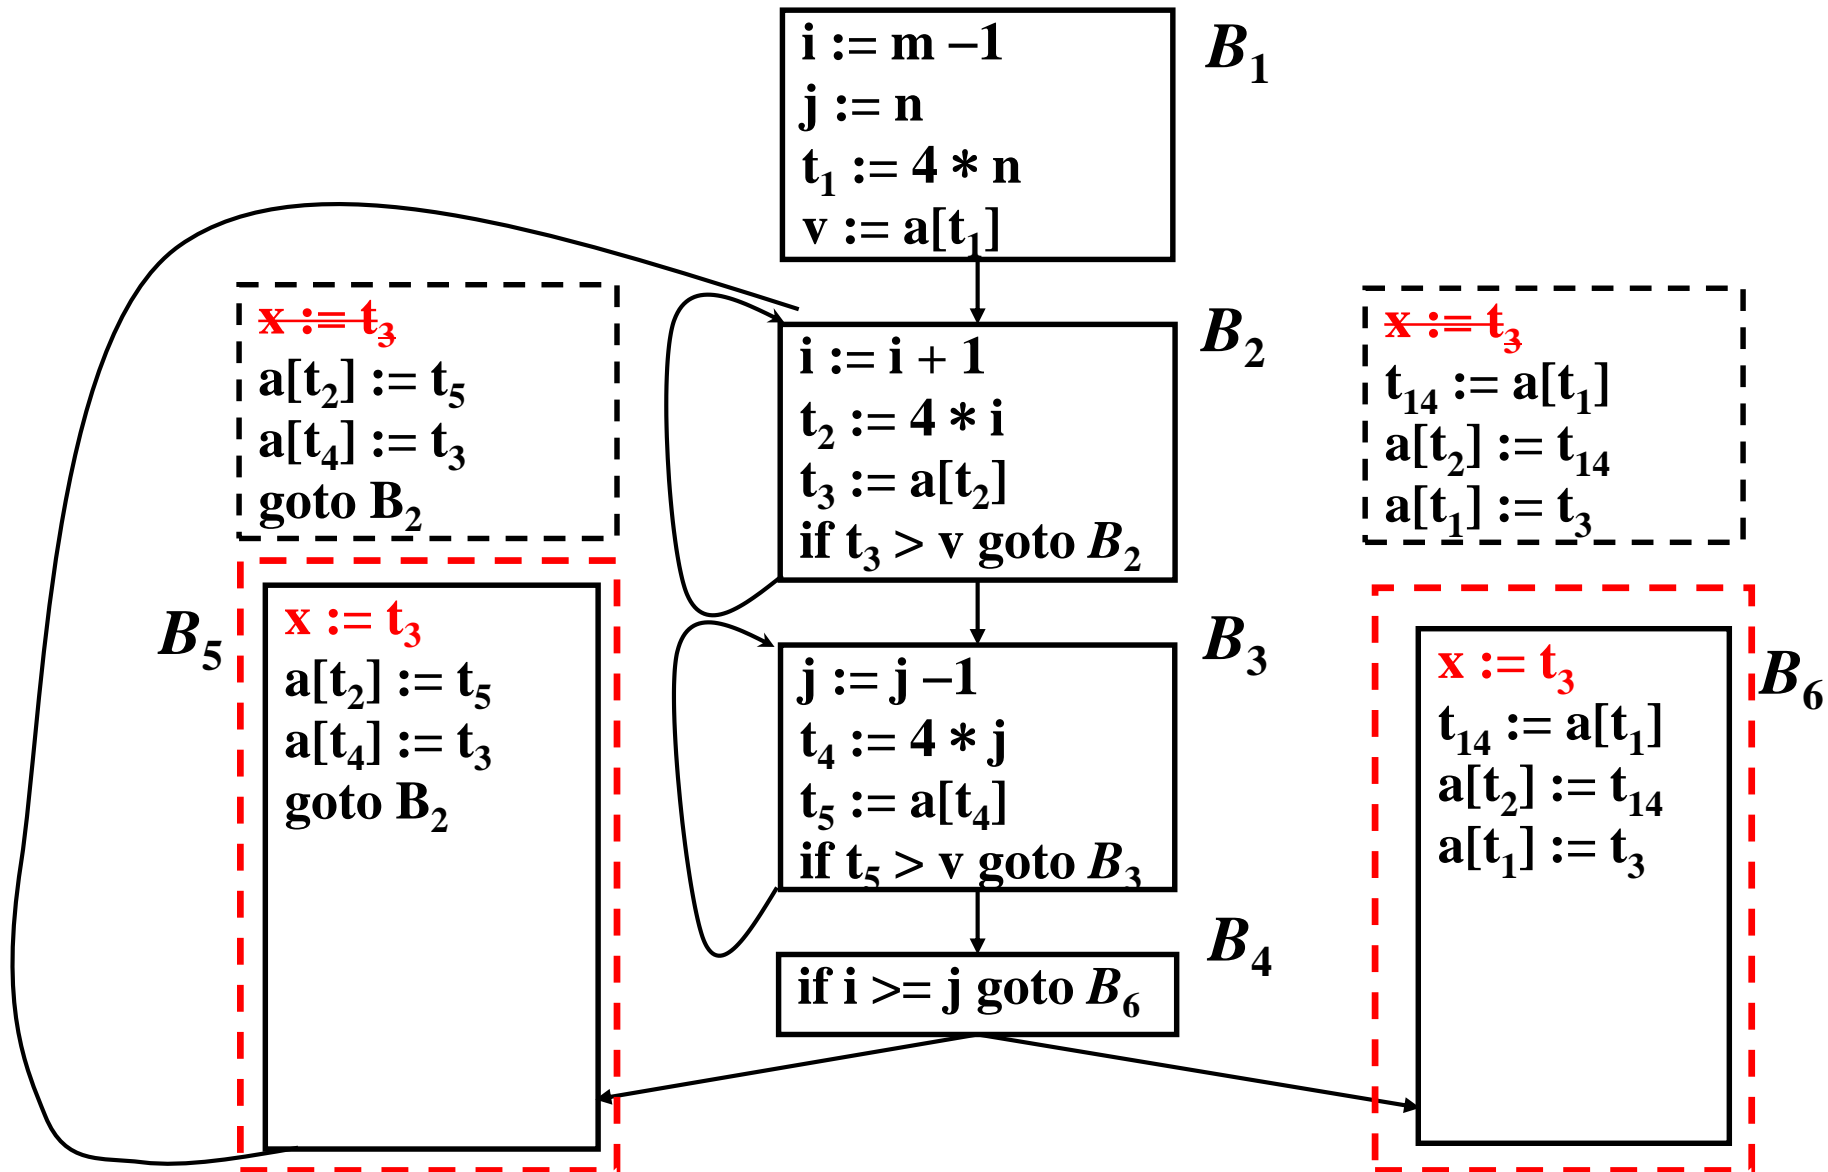 i := m −1
j := n
t₁ := 4 * n
v := a[t₁]
B₁
x := t₃
a[t₂] := t₅
a[t₄] := t₃
goto B₂
i := i + 1
t₂ := 4 * i
t₃ := a[t₂]
if t₃ > v goto B₂
B₂
x := t₃
t₁₄ := a[t₁]
a[t₂] := t₁₄
a[t₁] := t₃
B₅
x := t₃
a[t₂] := t₅
a[t₄] := t₃
goto B₂
j := j −1
t₄ := 4 * j
t₅ := a[t₄]
if t₅ > v goto B₃
B₃
if i >= j goto B₆
B₄
x := t₃
t₁₄ := a[t₁]
a[t₂] := t₁₄
a[t₁] := t₃
B₆